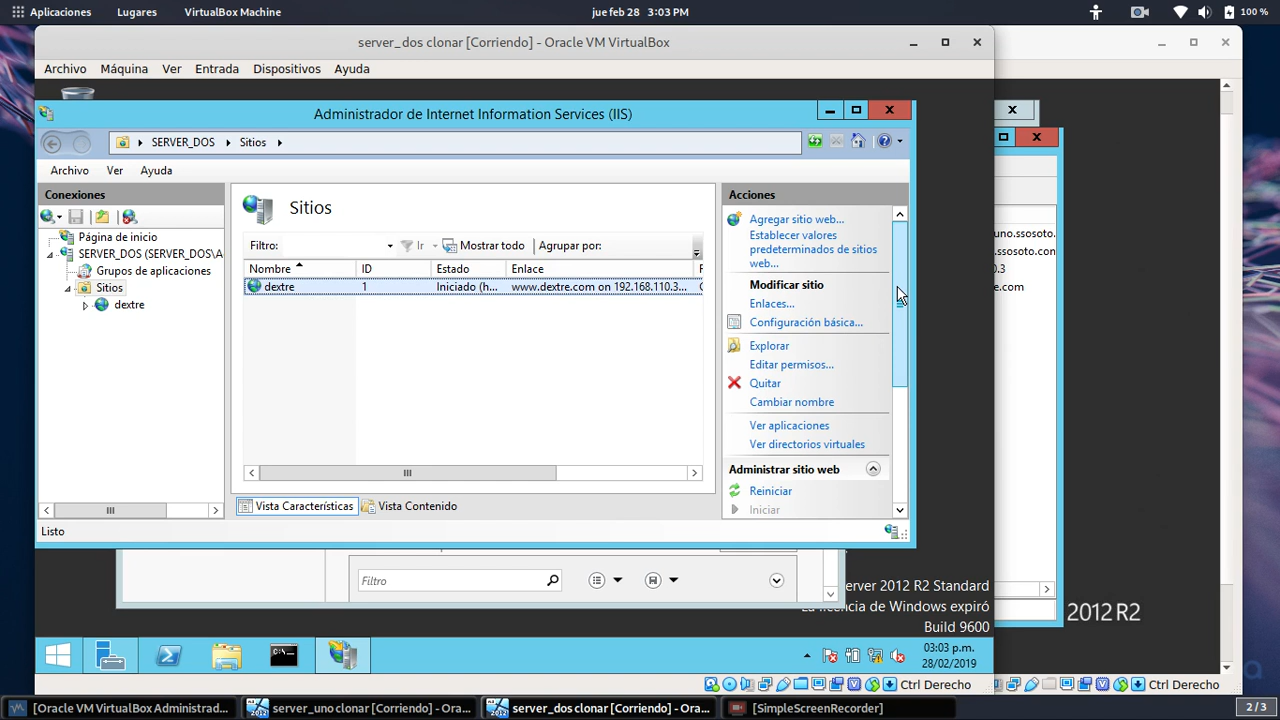 Aplicaciones Lugares VirtualBox Machine jue feb 28 3:03 PM 100 %
server_dos clonar [Corriendo] - Oracle VM VirtualBox
Archivo Máquina Ver Entrada Dispositivos Ayuda
Administrador de Internet Information Services (IIS)
SERVER_DOS Sitios
Archivo Ver Ayuda
Conexiones
Página de inicio
SERVER_DOS (SERVER_DOS\A
Grupos de aplicaciones
Sitios
dextre
Sitios
Filtro: Ir Mostrar todo Agrupar por:
Nombre ID Estado Enlace
dextre 1 Iniciado (h... www.dextre.com on 192.168.110.3...
Vista Características Vista Contenido
Acciones
Agregar sitio web...
Establecer valores
predeterminados de sitios
web...
Modificar sitio
Enlaces...
Configuración básica...
Explorar
Editar permisos...
Quitar
Cambiar nombre
Ver aplicaciones
Ver directorios virtuales
Administrar sitio web
Reiniciar
Iniciar
Listo
uno.ssosoto.
.ssosoto.con
0.3
e.com
Filtro
Server 2012 R2 Standard
La licencia de Windows expiró
Build 9600
2012 R2
03:03 p.m.
28/02/2019
Ctrl Derecho
Ctrl Derecho
[Oracle VM VirtualBox Administrad... server_uno clonar [Corriendo] - Ora... server_dos clonar [Corriendo] - Ora... [SimpleScreenRecorder] 2 / 3